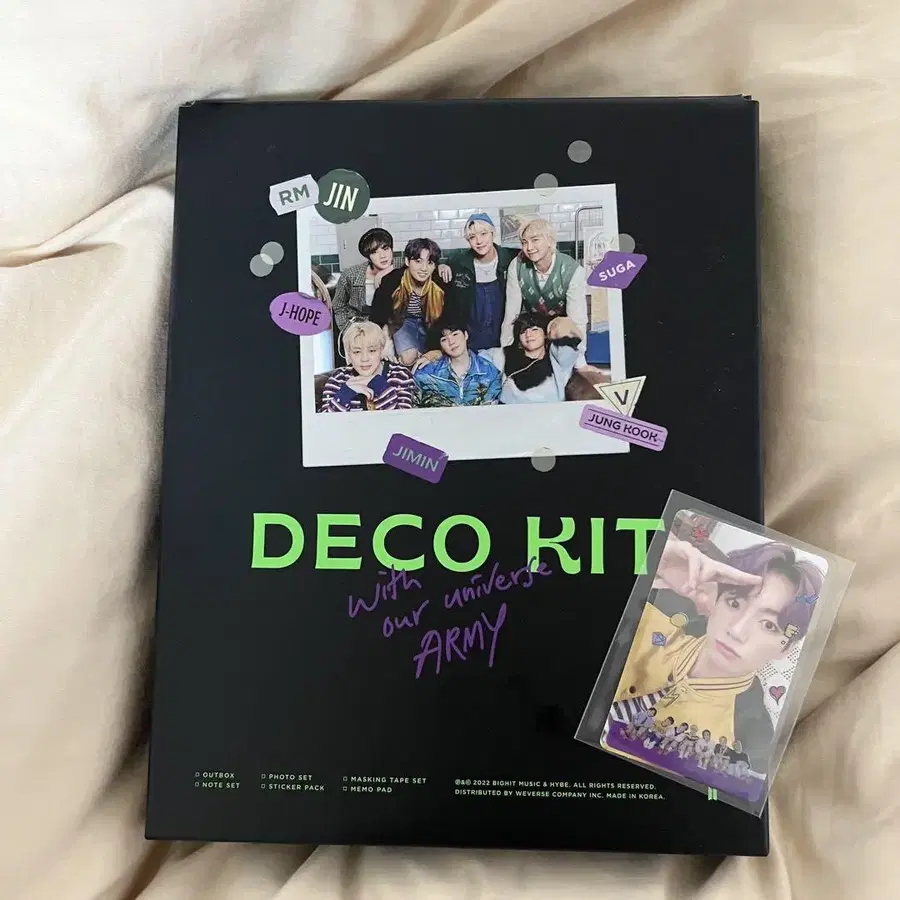 RM
JIN
SUGA
J-HOPE
V
JUNG KOOK
JIMIN
DECO KIT
With
our universe
ARMY
OUTBOX
NOTE SET
PHOTO SET
STICKER PACK
MASKING TAPE SET
MEMO PAD
℗&© 2022 BIGHIT MUSIC & HYBE. ALL RIGHTS RESERVED.
DISTRIBUTED BY WEVERSE COMPANY INC. MADE IN KOREA.